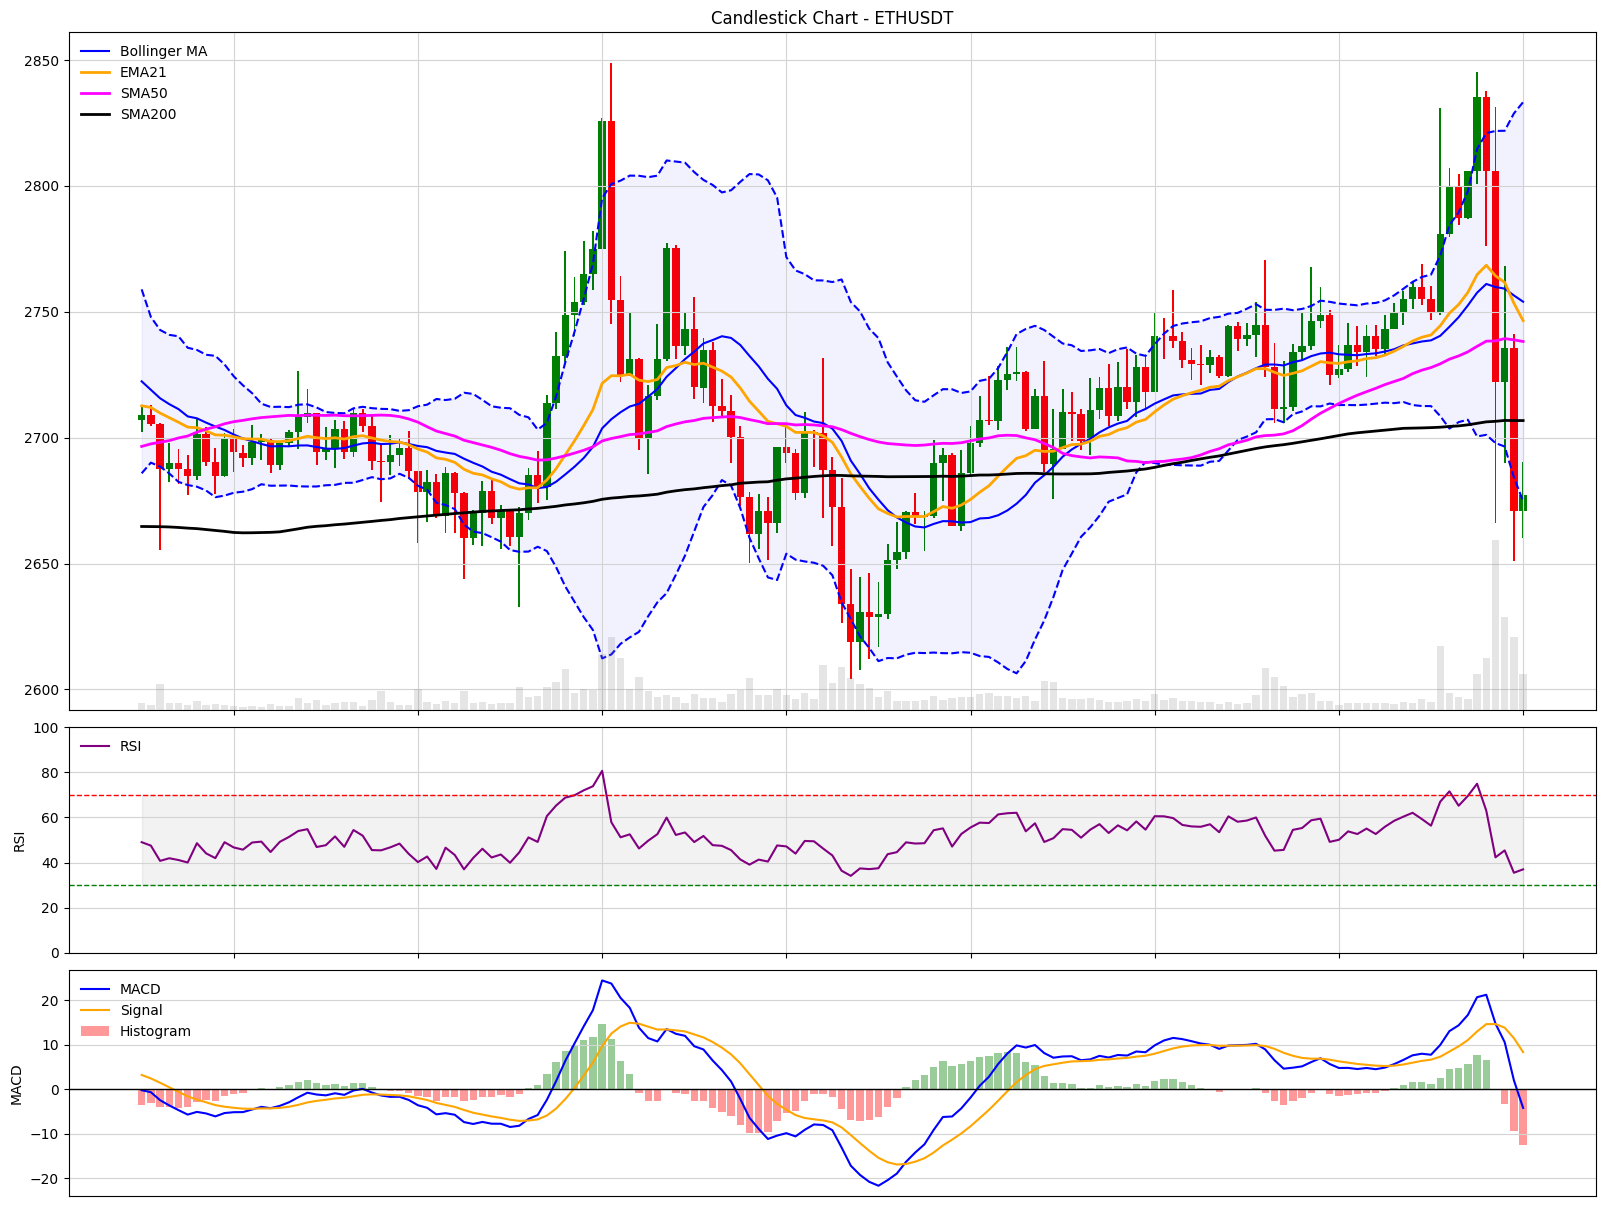 Candlestick Chart - ETHUSDT
Bollinger MA
EMA21
SMA50
SMA200
2850
2800
2750
2700
2650
2600
RSI
100
80
60
40
20
0
RSI
MACD
Signal
Histogram
20
10
0
−10
−20
MACD